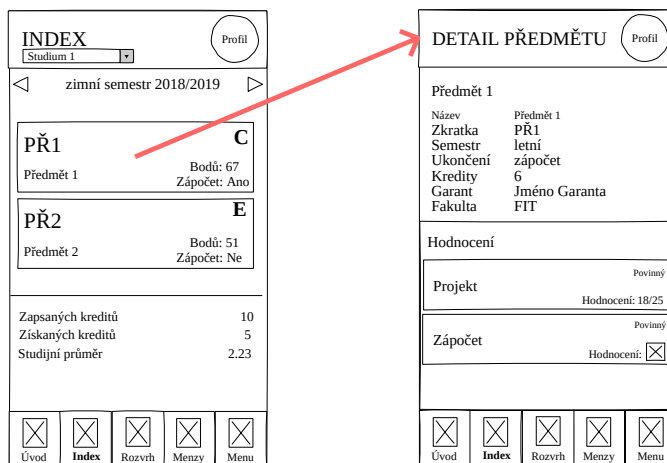 INDEX
Studium 1
Profil
zimní semestr 2018/2019
PŘ1
C
Předmět 1
Bodů: 67
Zápočet: Ano
PŘ2
E
Předmět 2
Bodů: 51
Zápočet: Ne
Zapsaných kreditů 10
Získaných kreditů 5
Studijní průměr 2.23
Úvod Index Rozvrh Menzy Menu
DETAIL PŘEDMĚTU
Profil
Předmět 1
Název Předmět 1
Zkratka PŘ1
Semestr letní
Ukončení zápočet
Kredity 6
Garant Jméno Garanta
Fakulta FIT
Hodnocení
Povinný
Projekt
Hodnocení: 18/25
Povinný
Zápočet
Hodnocení:
Úvod Index Rozvrh Menzy Menu